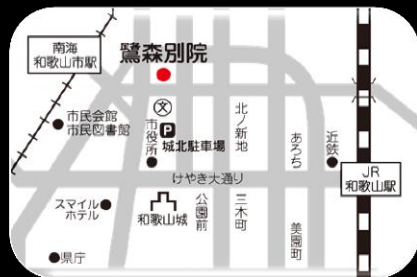 南海
和歌山市駅
鷺森別院
市民会館
市民図書館
文
市役所
P
城北駐車場
北ノ新地
あろち
近鉄
JR
和歌山駅
けやき大通り
スマイル
ホテル
和歌山城
公園前
三木町
美園町
県庁